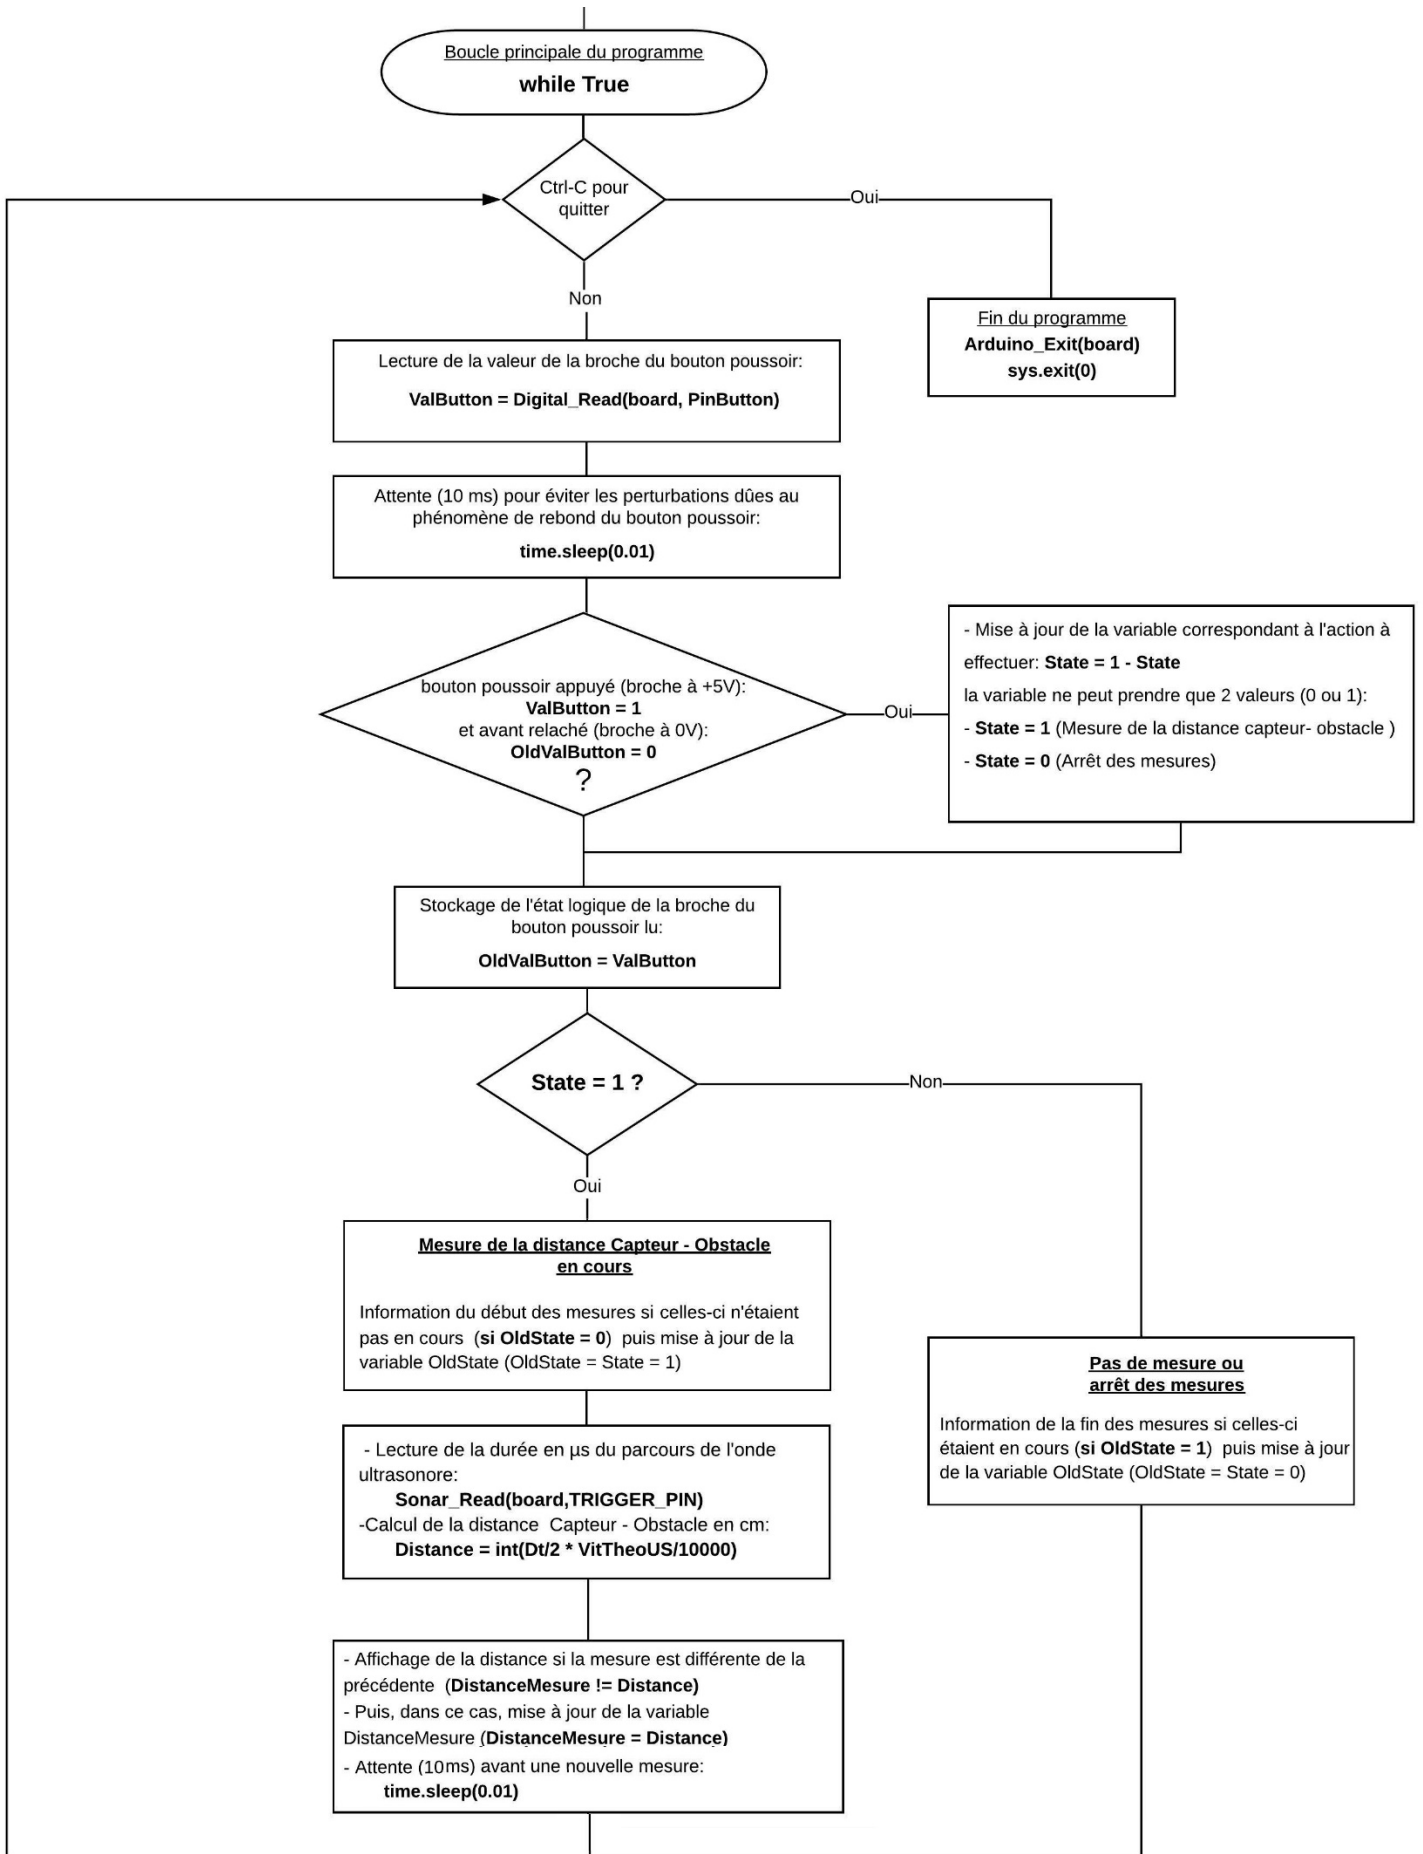 Boucle principale du programme
while True
Ctrl-C pour
quitter
Oui
Non
Fin du programme
Arduino_Exit(board)
sys.exit(0)
Lecture de la valeur de la broche du bouton poussoir:
ValButton = Digital_Read(board, PinButton)
Attente (10 ms) pour éviter les perturbations dûes au
phénomène de rebond du bouton poussoir:
time.sleep(0.01)
bouton poussoir appuyé (broche à +5V):
ValButton = 1
et avant relaché (broche à 0V):
OldValButton = 0
?
Oui
- Mise à jour de la variable correspondant à l'action à
effectuer: State = 1 - State
la variable ne peut prendre que 2 valeurs (0 ou 1):
- State = 1 (Mesure de la distance capteur- obstacle )
- State = 0 (Arrêt des mesures)
Stockage de l'état logique de la broche du
bouton poussoir lu:
OldValButton = ValButton
State = 1 ?
Non
Oui
Mesure de la distance Capteur - Obstacle
en cours
Information du début des mesures si celles-ci n'étaient
pas en cours (si OldState = 0) puis mise à jour de la
variable OldState (OldState = State = 1)
Pas de mesure ou
arrêt des mesures
Information de la fin des mesures si celles-ci
étaient en cours (si OldState = 1) puis mise à jour
de la variable OldState (OldState = State = 0)
- Lecture de la durée en µs du parcours de l'onde
ultrasonore:
Sonar_Read(board,TRIGGER_PIN)
-Calcul de la distance Capteur - Obstacle en cm:
Distance = int(Dt/2 * VitTheoUS/10000)
- Affichage de la distance si la mesure est différente de la
précédente (DistanceMesure != Distance)
- Puis, dans ce cas, mise à jour de la variable
DistanceMesure (DistanceMesure = Distance)
- Attente (10ms) avant une nouvelle mesure:
time.sleep(0.01)